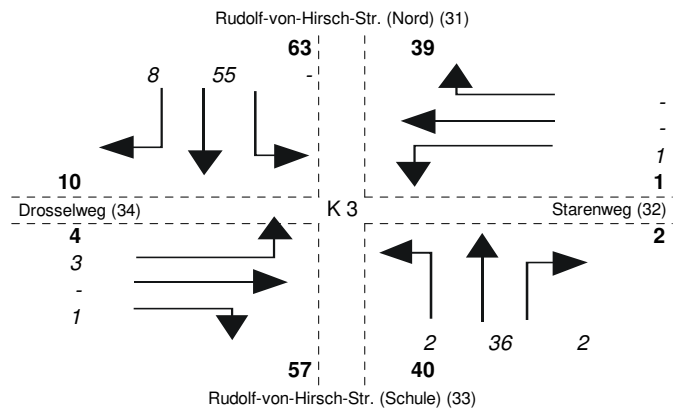 Rudolf-von-Hirsch-Str. (Nord) (31)
63 39
8 55 -
-
-
1
10 1
Drosselweg (34) K 3 Starenweg (32)
4 2
3
-
1
2 36 2
57 40
Rudolf-von-Hirsch-Str. (Schule) (33)